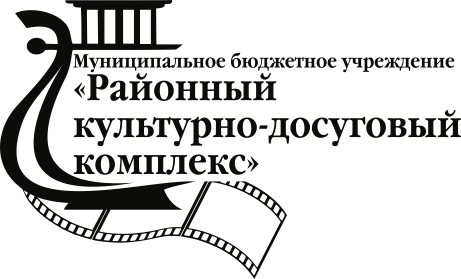 Муниципальное бюджетное учреждение
«Районный
культурно-досуговый
комплекс»